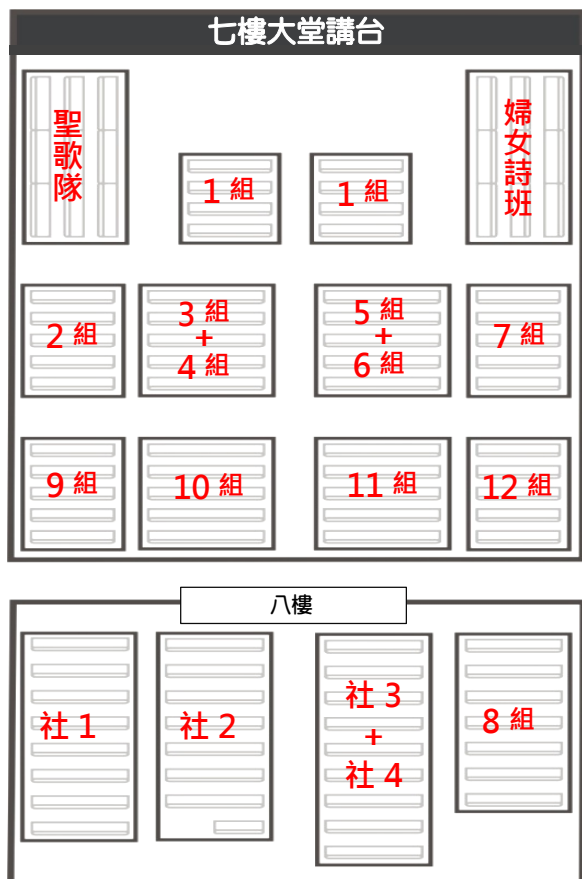 七樓大堂講台
聖歌隊
婦女詩班
1 組
1 組
2 組
3 組
+
4 組
5 組
+
6 組
7 組
9 組
10 組
11 組
12 組
八樓
社 1
社 2
社 3
+
社 4
8 組